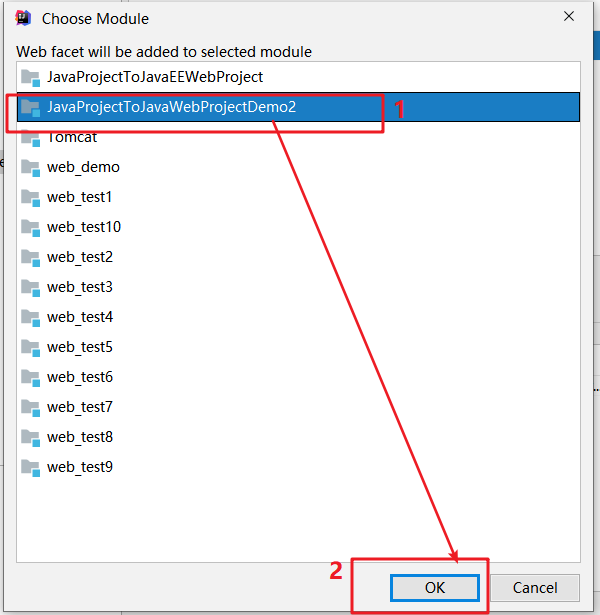 Choose Module
Web facet will be added to selected module
JavaProjectToJavaEEWebProject
JavaProjectToJavaWebProjectDemo2
1
Tomcat
web_demo
web_test1
web_test10
web_test2
web_test3
web_test4
web_test5
web_test6
web_test7
web_test8
web_test9
2
OK
Cancel